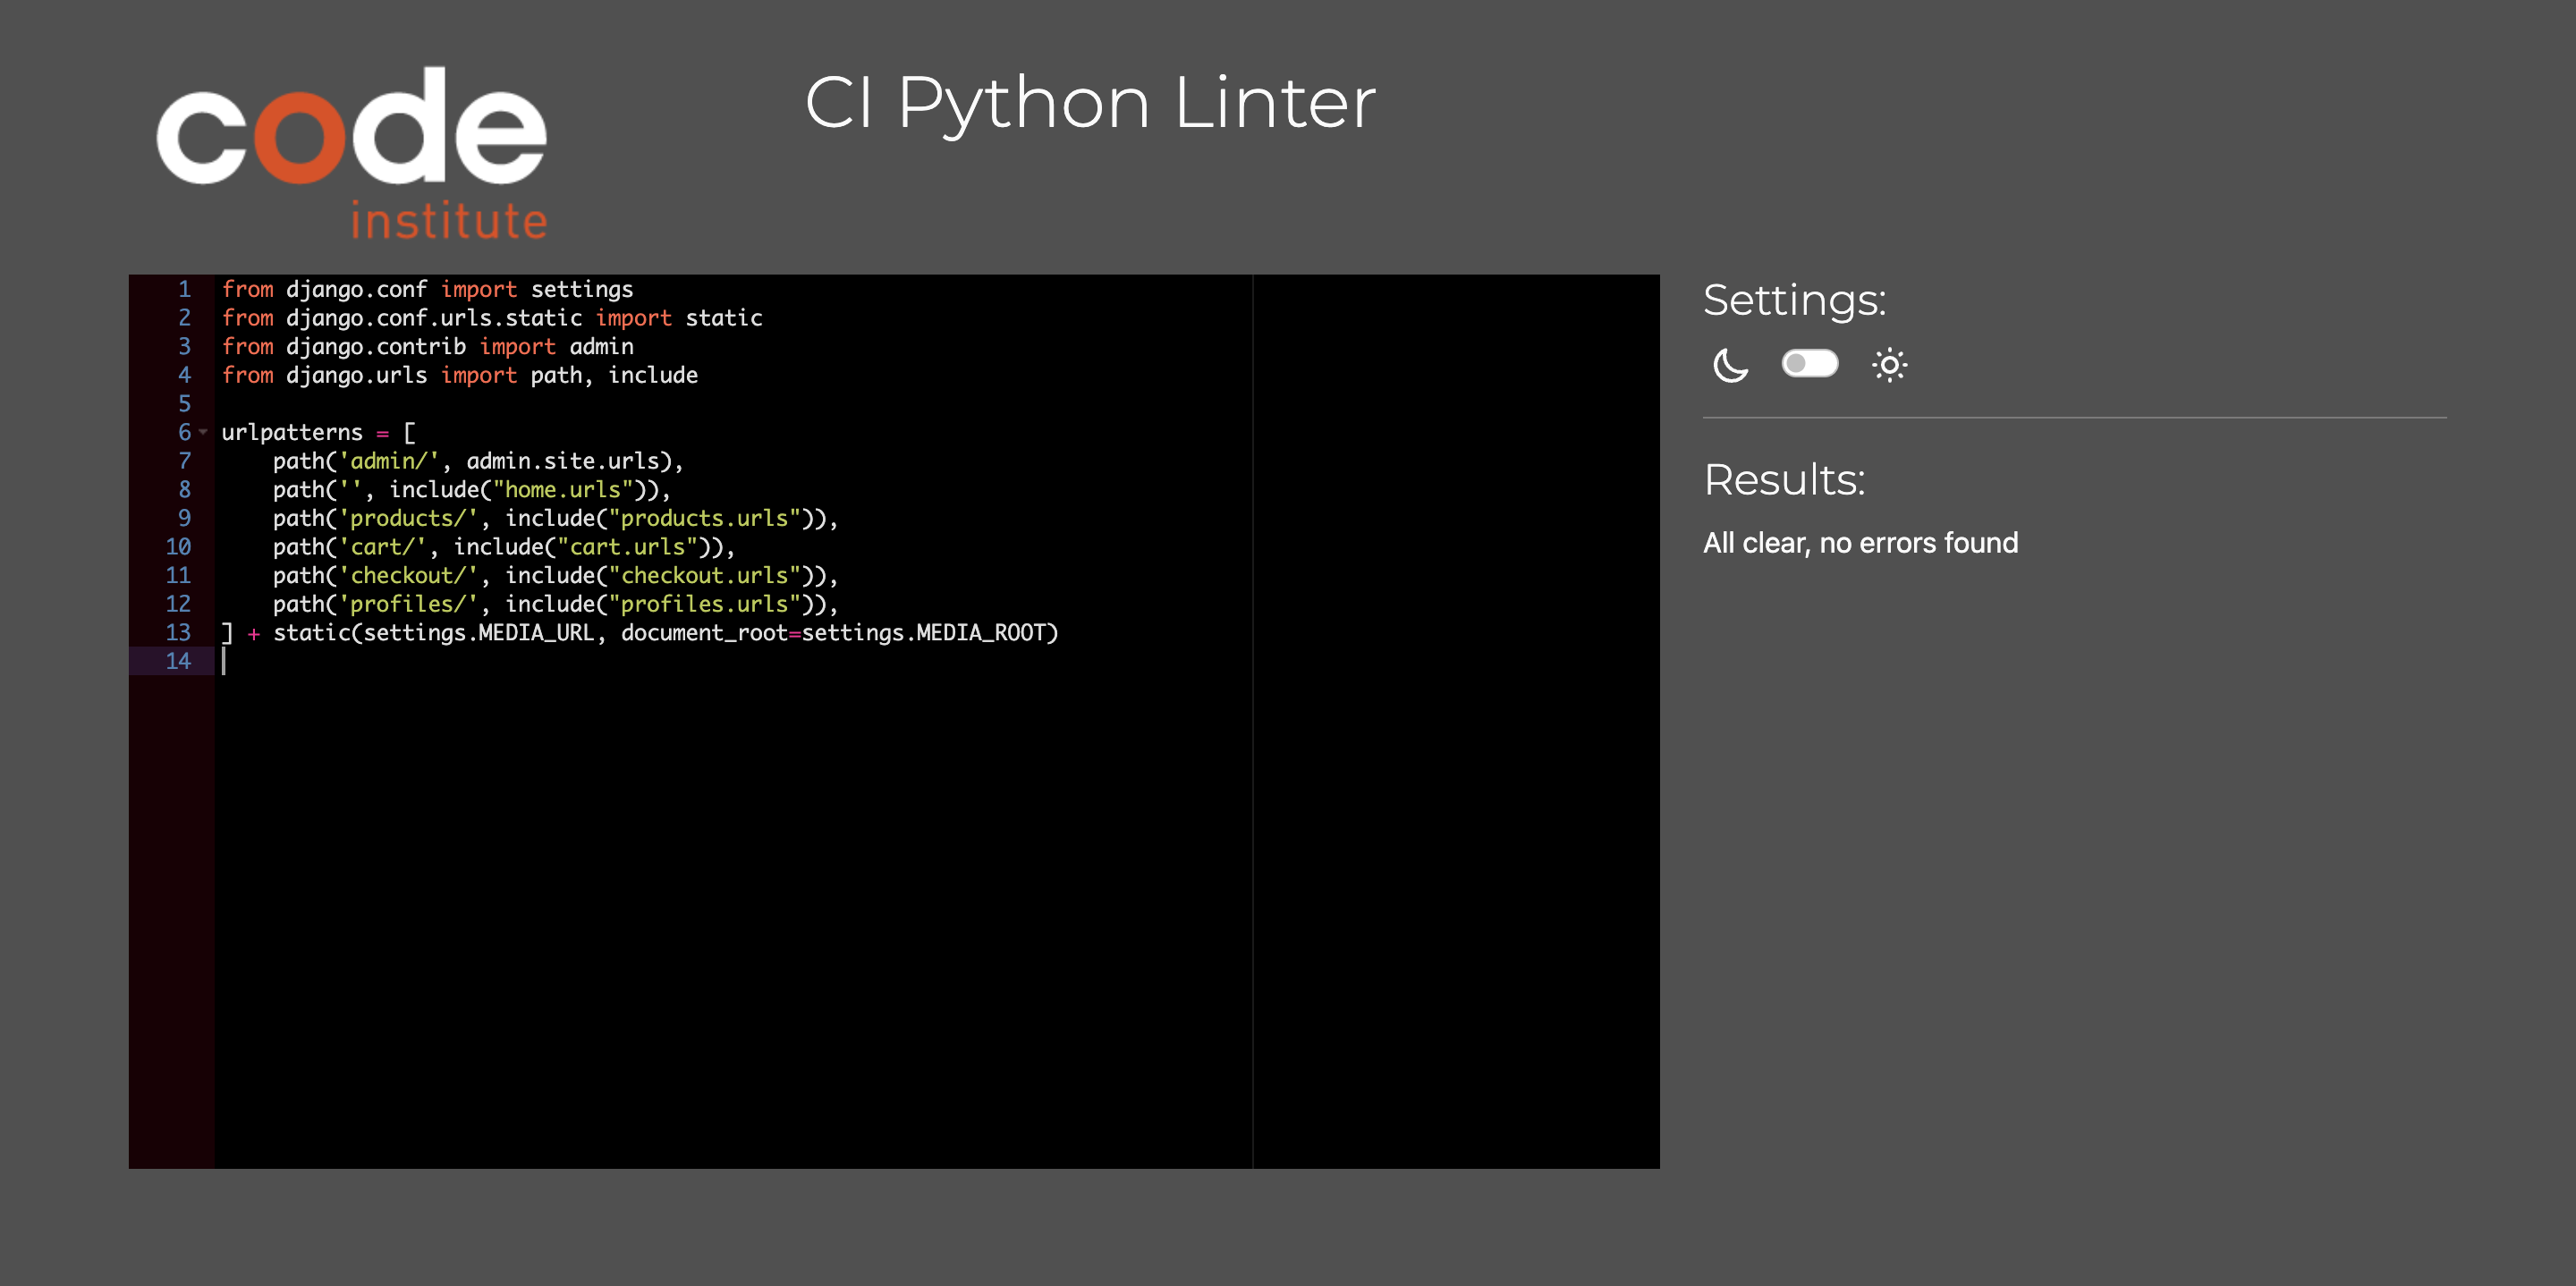 code
institute
CI Python Linter
1 from django.conf import settings
2 from django.conf.urls.static import static
3 from django.contrib import admin
4 from django.urls import path, include
5
6 urlpatterns = [
7     path('admin/', admin.site.urls),
8     path('', include("home.urls")),
9     path('products/', include("products.urls")),
10     path('cart/', include("cart.urls")),
11     path('checkout/', include("checkout.urls")),
12     path('profiles/', include("profiles.urls")),
13 ] + static(settings.MEDIA_URL, document_root=settings.MEDIA_ROOT)
14
Settings:
Results:
All clear, no errors found